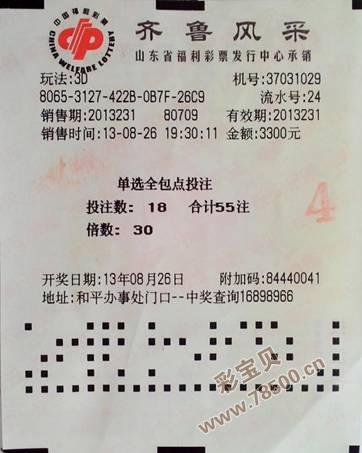 中国福利彩票
CHINA WELFARE LOTTERY
齐鲁风采
山东省福利彩票发行中心承销
玩法:3D 机号:37031029
8065-3127-422B-0B7F-26C9 流水号:24
销售期:2013231 80709 有效期:2013231
销售时间:13-08-26 19:30:11 金额:3300元
单选全包点投注
投注数: 18 合计55注
倍数: 30
4
开奖日期:13年08月26日 附加码:84440041
地址:和平办事处门口--中奖查询16898966
彩宝贝
www.78500.cn